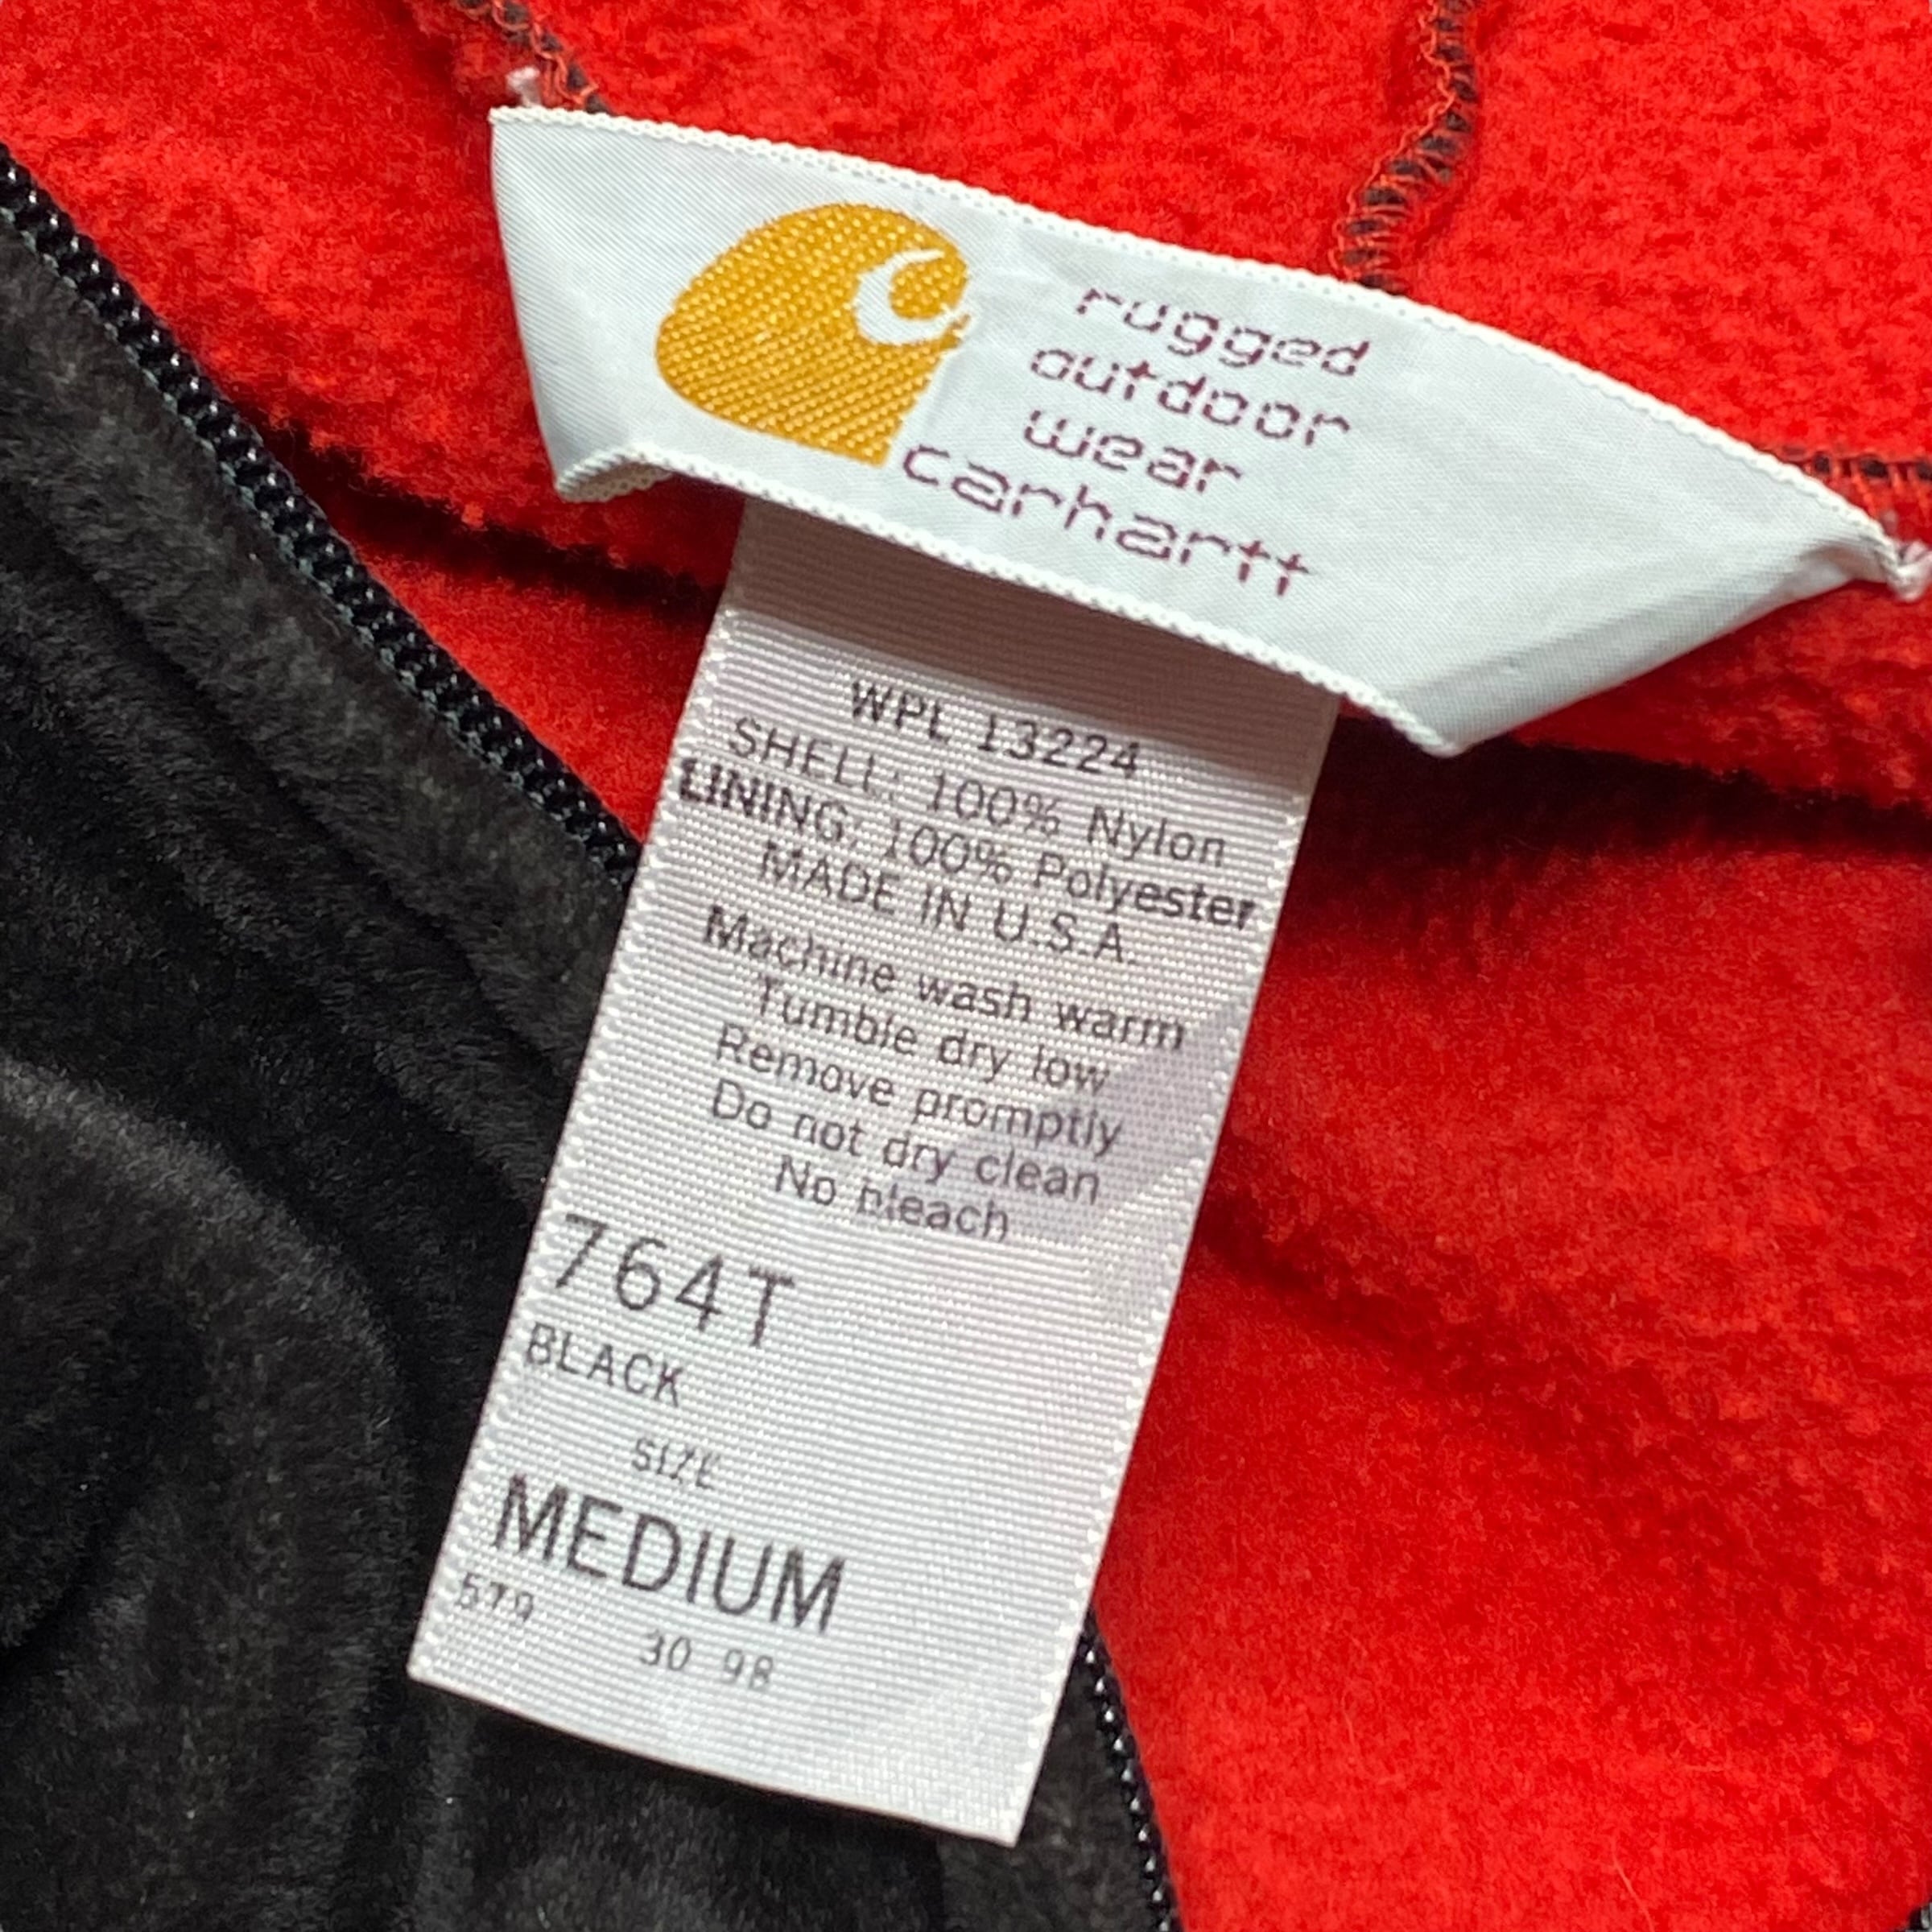 rugged
outdoor
wear
carhartt
WPL 13224
SHELL: 100% Nylon
LINING: 100% Polyester
MADE IN U.S.A.
Machine wash warm
Tumble dry low
Remove promptly
Do not dry clean
No bleach
764T
BLACK
SIZE
MEDIUM
579
30 98